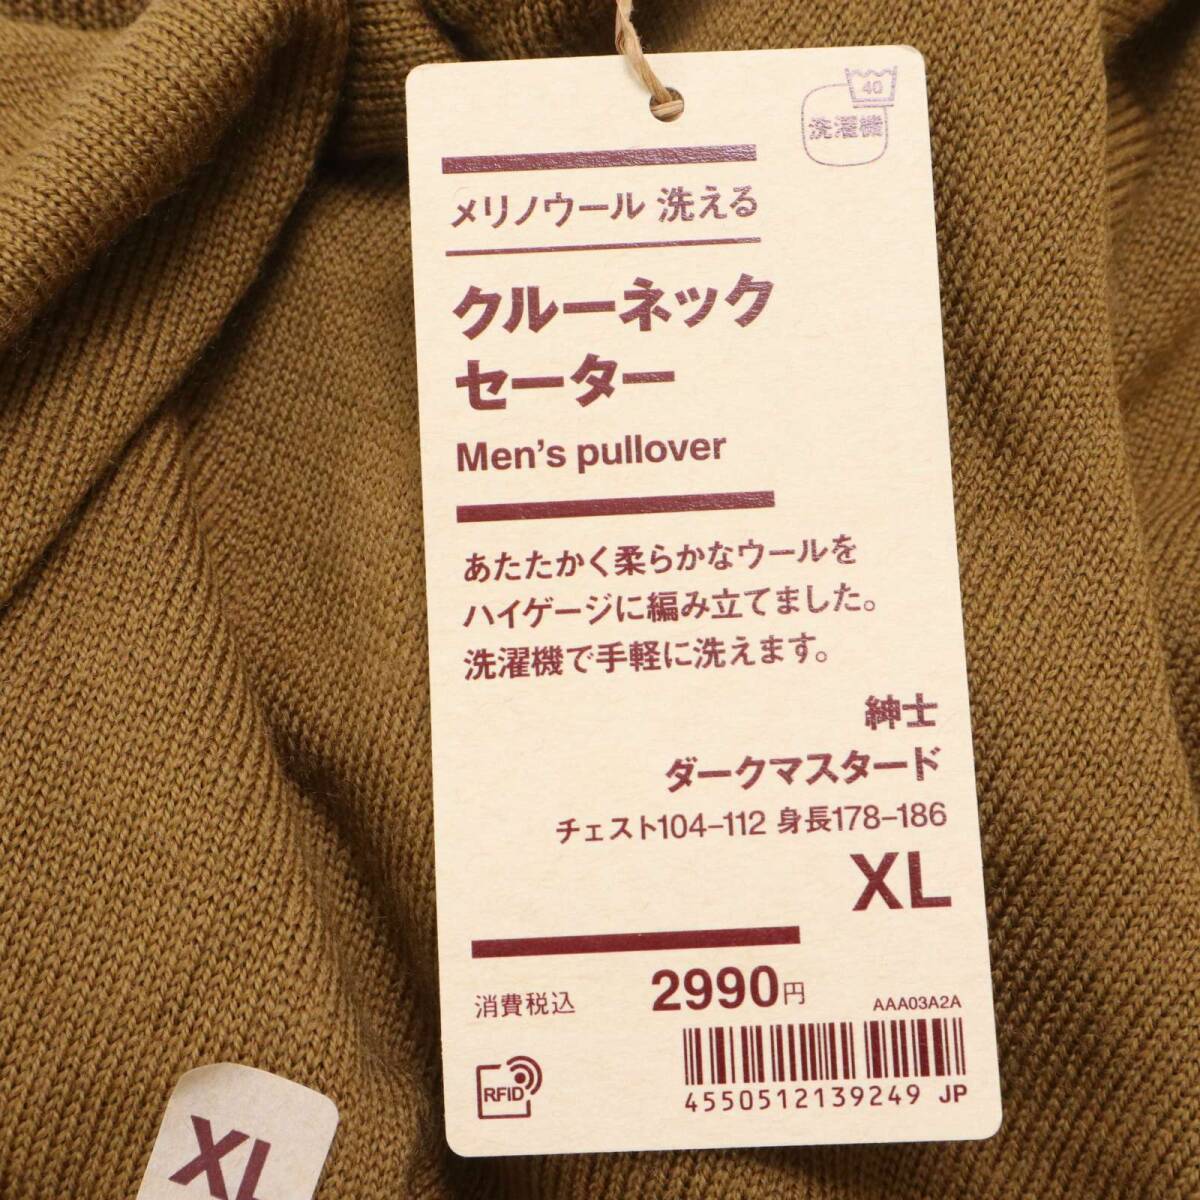 40
洗濯機
メリノウール 洗える
クルーネック
セーター
Men's pullover
あたたかく柔らかなウールを
ハイゲージに編み立てました。
洗濯機で手軽に洗えます。
紳士
ダークマスタード
チェスト104-112 身長178-186
XL
消費税込 2990円
AAA03A2A
RFID
4550512139249 JP
XL